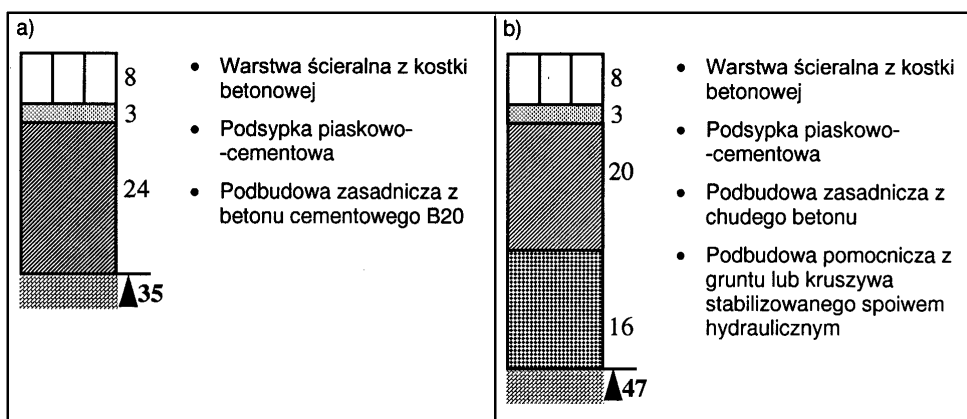 a)
8
3
24
35
• Warstwa ścieralna z kostki
betonowej
• Podsypka piaskowo-
-cementowa
• Podbudowa zasadnicza z
betonu cementowego B20
b)
8
3
20
16
47
• Warstwa ścieralna z kostki
betonowej
• Podsypka piaskowo-
-cementowa
• Podbudowa zasadnicza z
chudego betonu
• Podbudowa pomocnicza z
gruntu lub kruszywa
stabilizowanego spoiwem
hydraulicznym